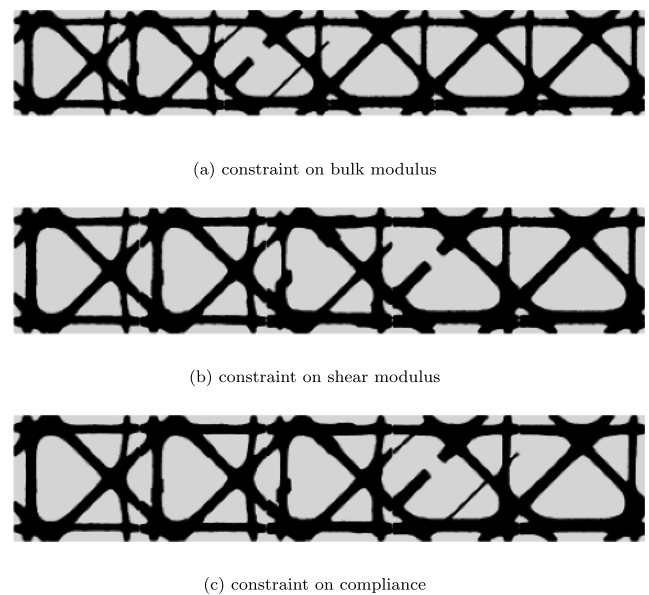 (a) constraint on bulk modulus
(b) constraint on shear modulus
(c) constraint on compliance